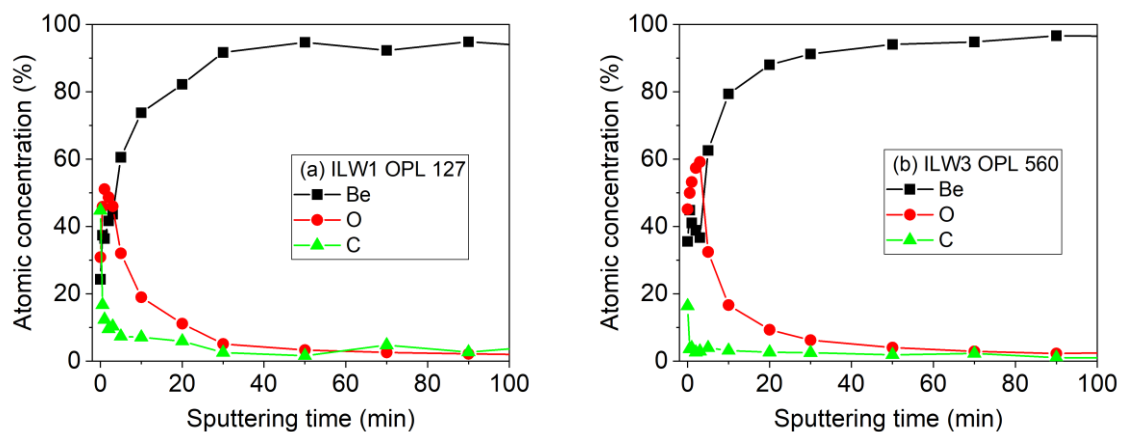 Atomic concentration (%)
100
80
60
40
20
0
(a) ILW1 OPL 127
Be
O
C
0 20 40 60 80 100
Sputtering time (min)
Atomic concentration (%)
100
80
60
40
20
0
(b) ILW3 OPL 560
Be
O
C
0 20 40 60 80 100
Sputtering time (min)